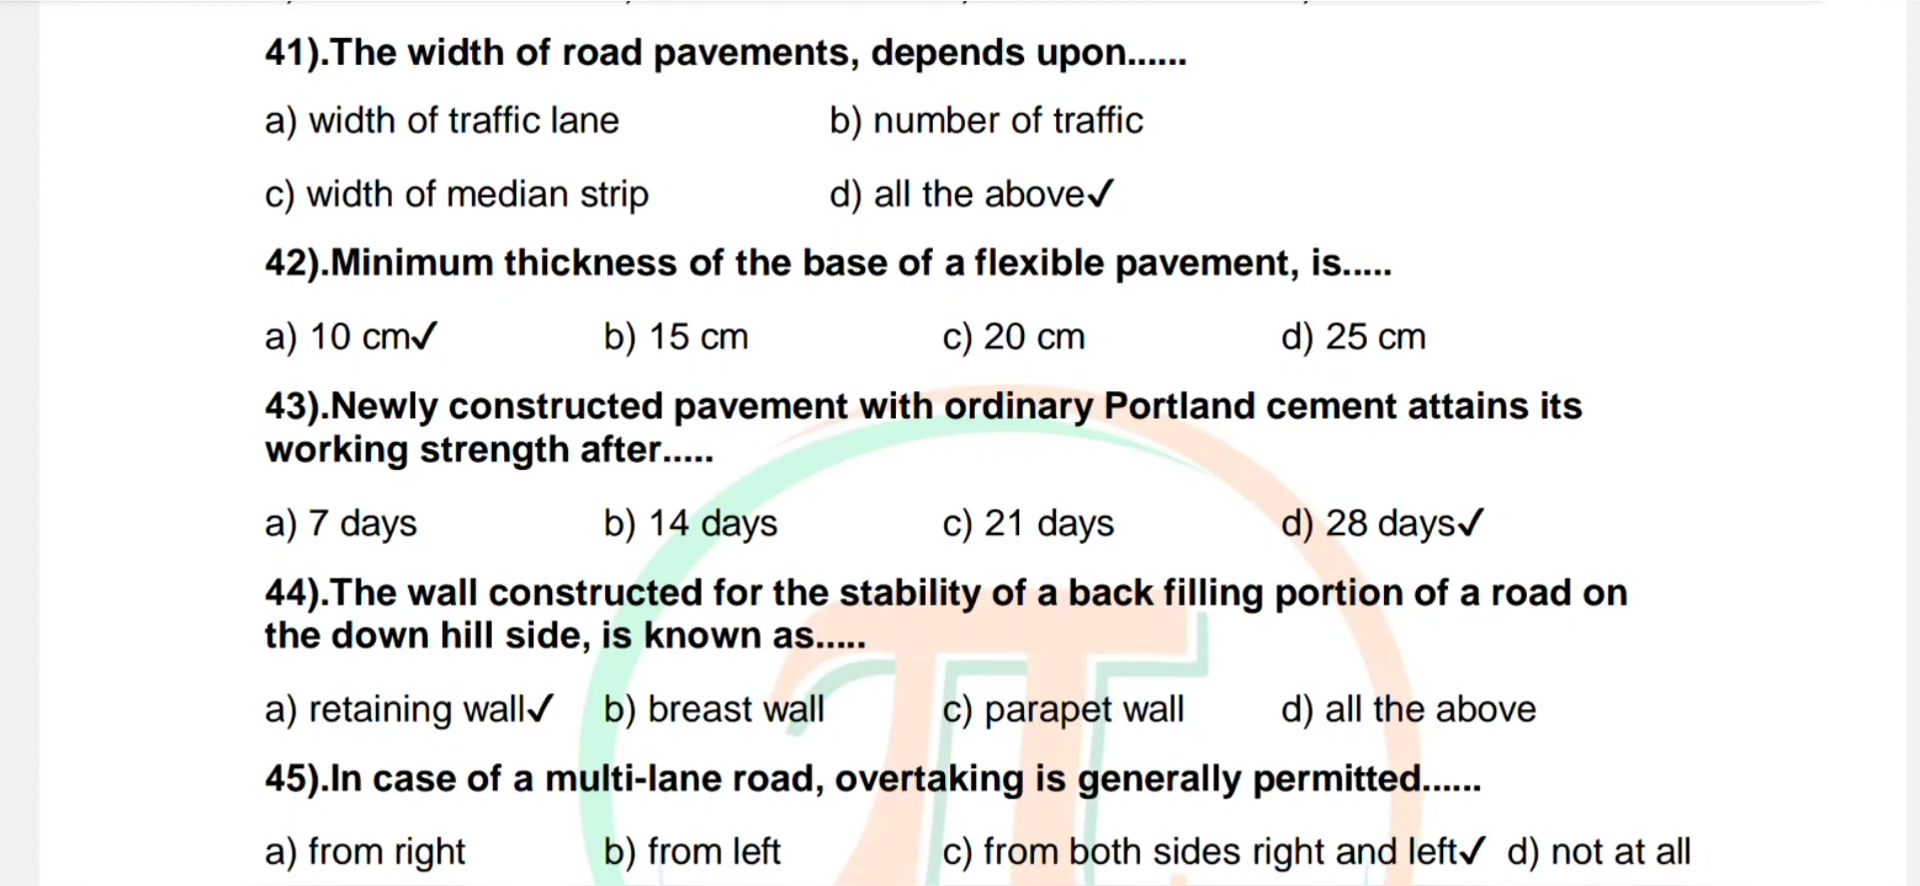 41).The width of road pavements, depends upon......
a) width of traffic lane b) number of traffic
c) width of median strip d) all the above✓
42).Minimum thickness of the base of a flexible pavement, is.....
a) 10 cm✓ b) 15 cm c) 20 cm d) 25 cm
43).Newly constructed pavement with ordinary Portland cement attains its
working strength after.....
a) 7 days b) 14 days c) 21 days d) 28 days✓
44).The wall constructed for the stability of a back filling portion of a road on
the down hill side, is known as.....
a) retaining wall✓ b) breast wall c) parapet wall d) all the above
45).In case of a multi-lane road, overtaking is generally permitted......
a) from right b) from left c) from both sides right and left✓ d) not at all